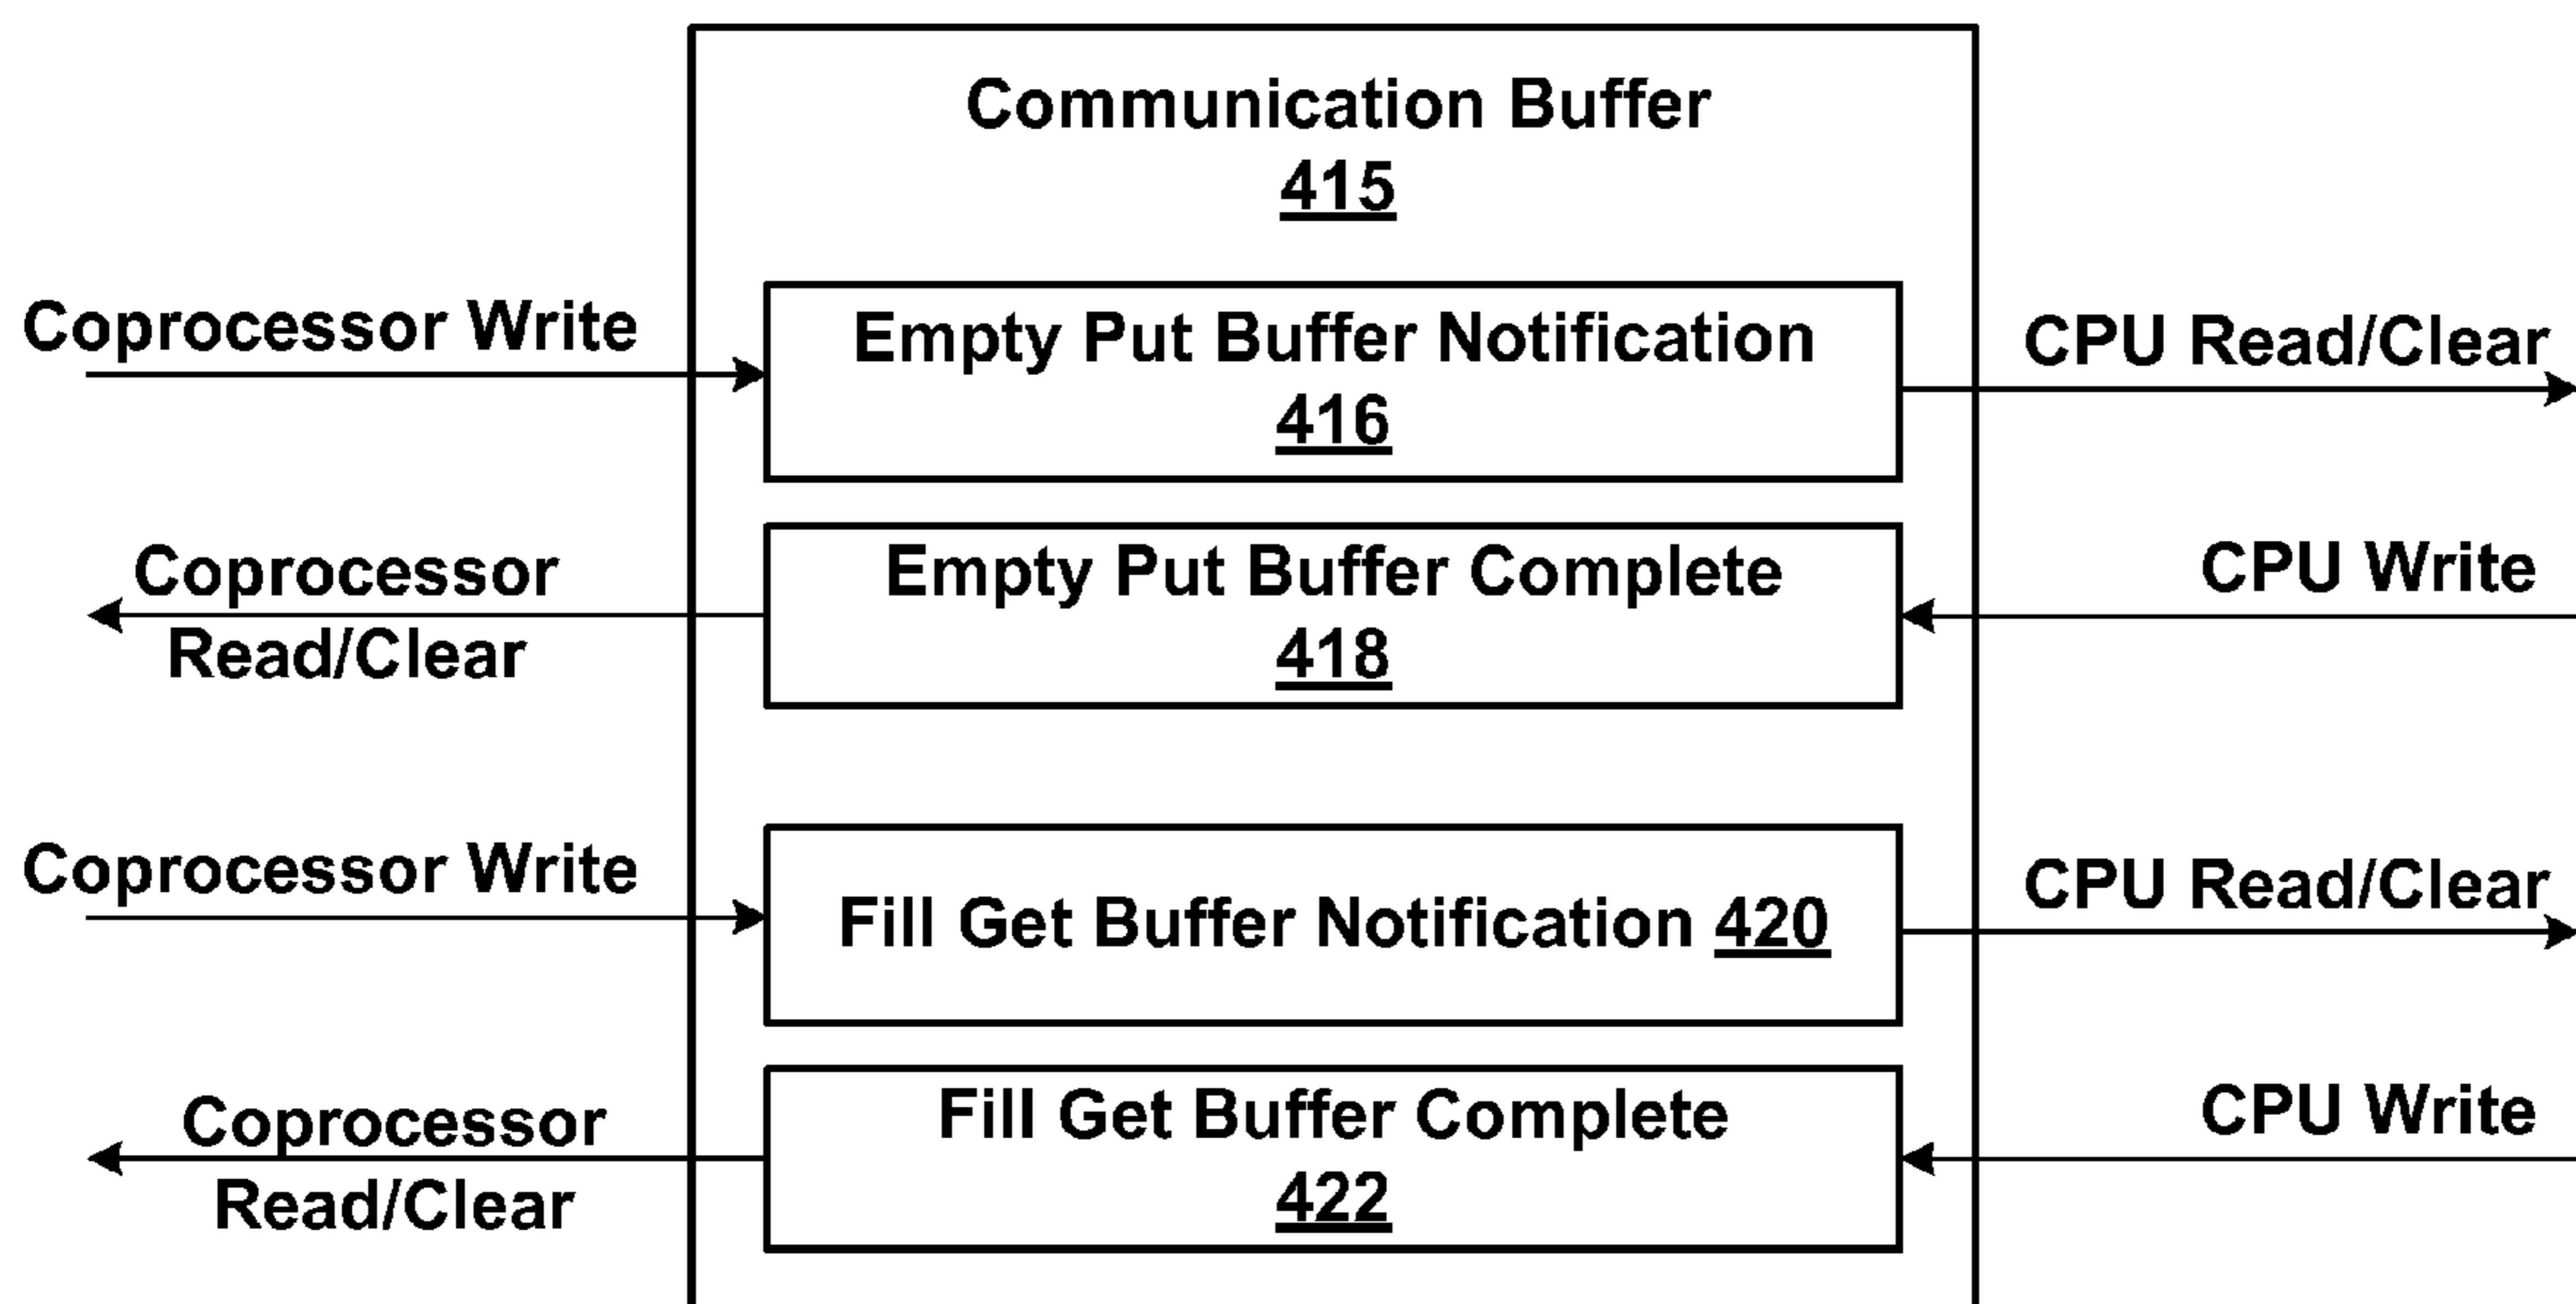 Communication Buffer
415
Coprocessor Write
Empty Put Buffer Notification
416
CPU Read/Clear
Coprocessor
Read/Clear
Empty Put Buffer Complete
418
CPU Write
Coprocessor Write
Fill Get Buffer Notification 420
CPU Read/Clear
Coprocessor
Read/Clear
Fill Get Buffer Complete
422
CPU Write